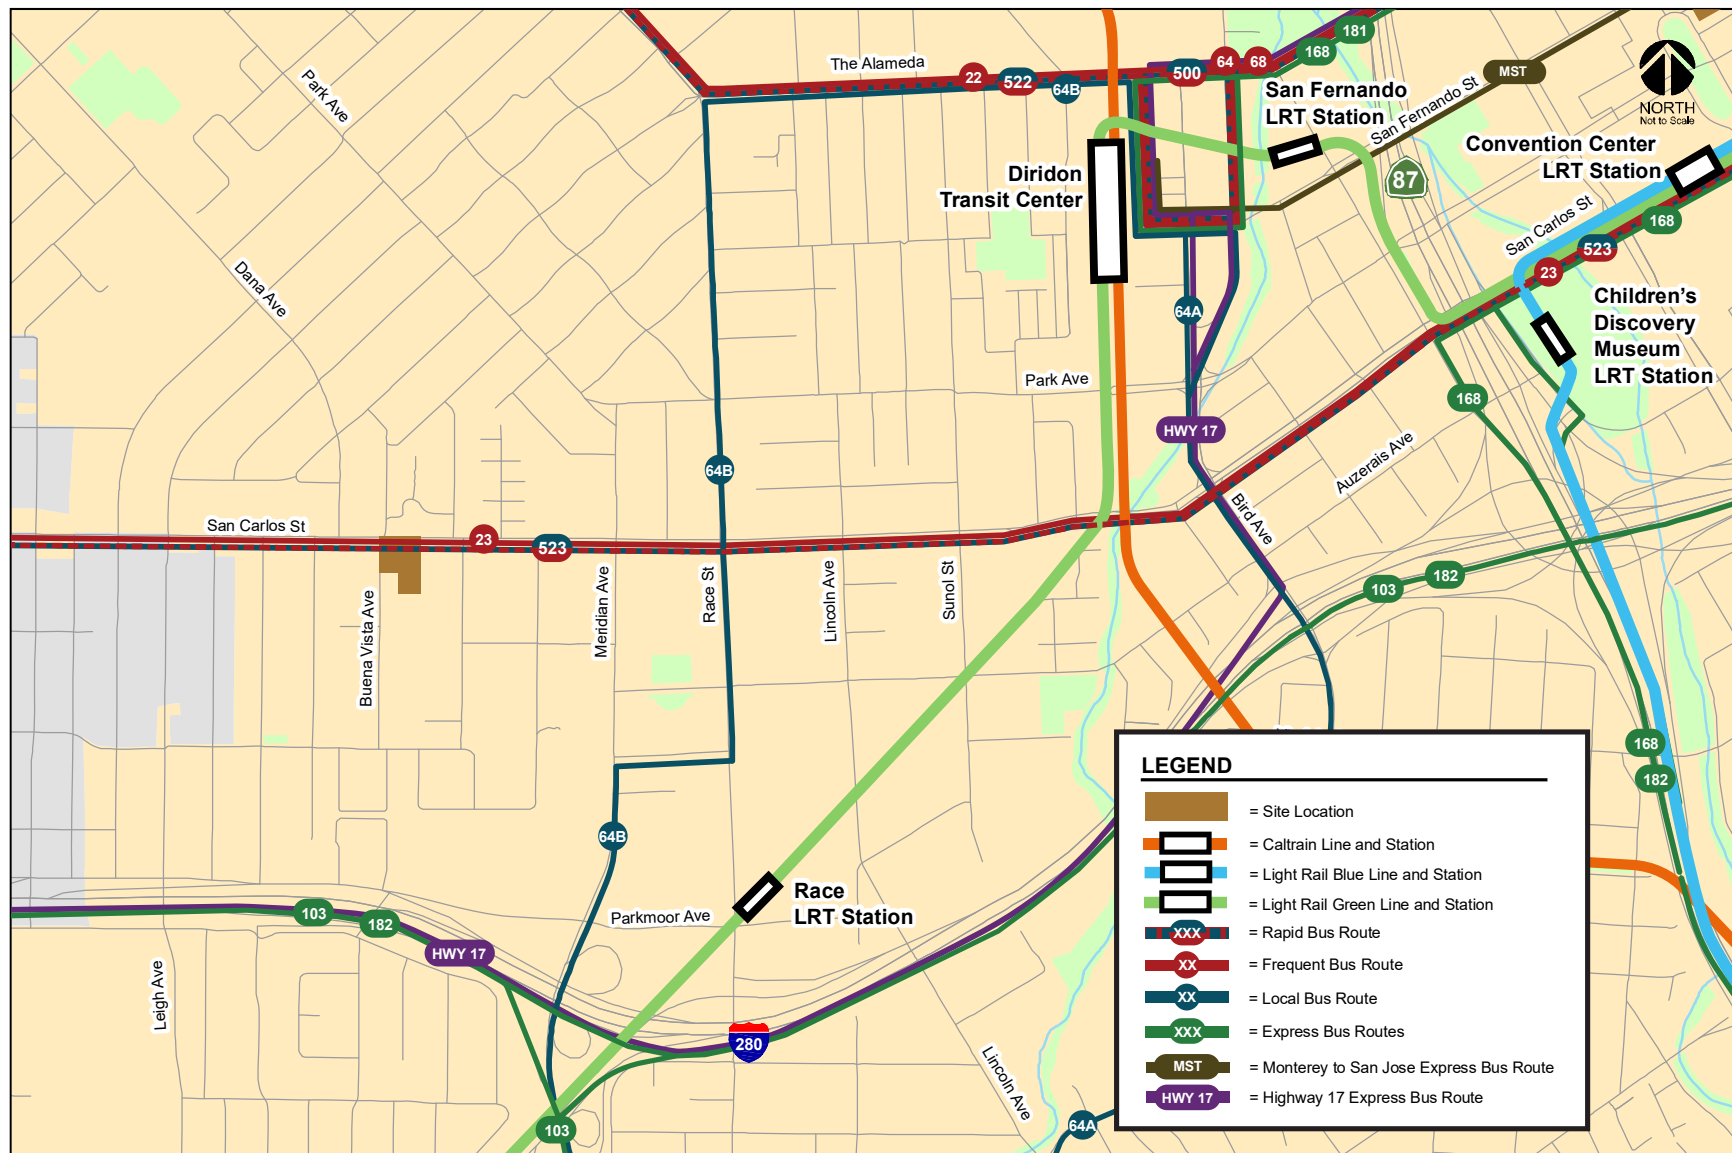 181
168
The Alameda
64
68
22
522
64B
500
MST
NORTH
Not to Scale
Park Ave
San Fernando
LRT Station
San Fernando St
Convention Center
LRT Station
87
Diridon
Transit Center
San Carlos St
168
523
23
Dana Ave
64A
Children's
Discovery
Museum
LRT Station
Park Ave
168
HWY 17
64B
Auzerais Ave
San Carlos St
23
523
Bird Ave
Buena Vista Ave
Meridian Ave
Race St
Lincoln Ave
Sunol St
103
182
168
182
64B
Race
LRT Station
Parkmoor Ave
103
182
HWY 17
Leigh Ave
280
Lincoln Ave
103
64A
LEGEND
= Site Location
= Caltrain Line and Station
= Light Rail Blue Line and Station
= Light Rail Green Line and Station
XXX = Rapid Bus Route
XX = Frequent Bus Route
XX = Local Bus Route
XXX = Express Bus Routes
MST = Monterey to San Jose Express Bus Route
HWY 17 = Highway 17 Express Bus Route